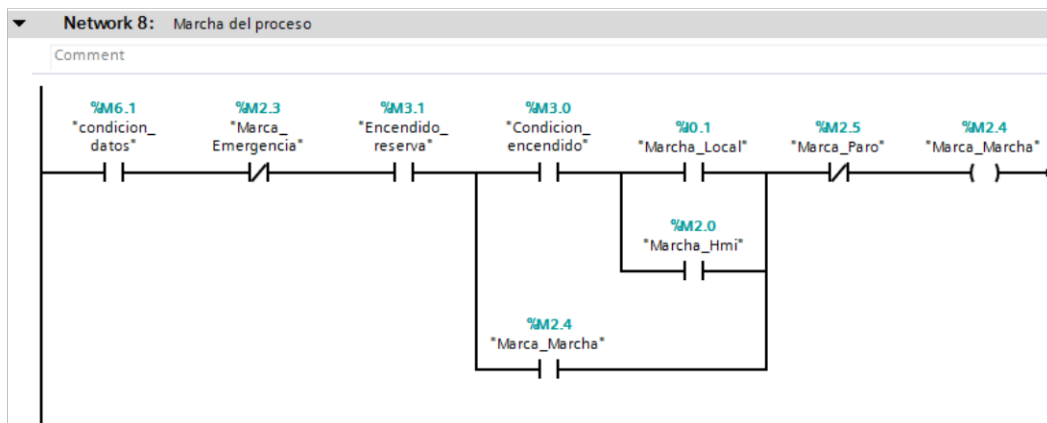 Network 8: Marcha del proceso
Comment
%M6.1
"condicion_
datos"
%M2.3
"Marca_
Emergencia"
%M3.1
"Encendido_
reserva"
%M3.0
"Condicion_
encendido"
%I0.1
"Marcha_Local"
%M2.5
"Marca_Paro"
%M2.4
"Marca_Marcha"
%M2.0
"Marcha_Hmi"
%M2.4
"Marca_Marcha"